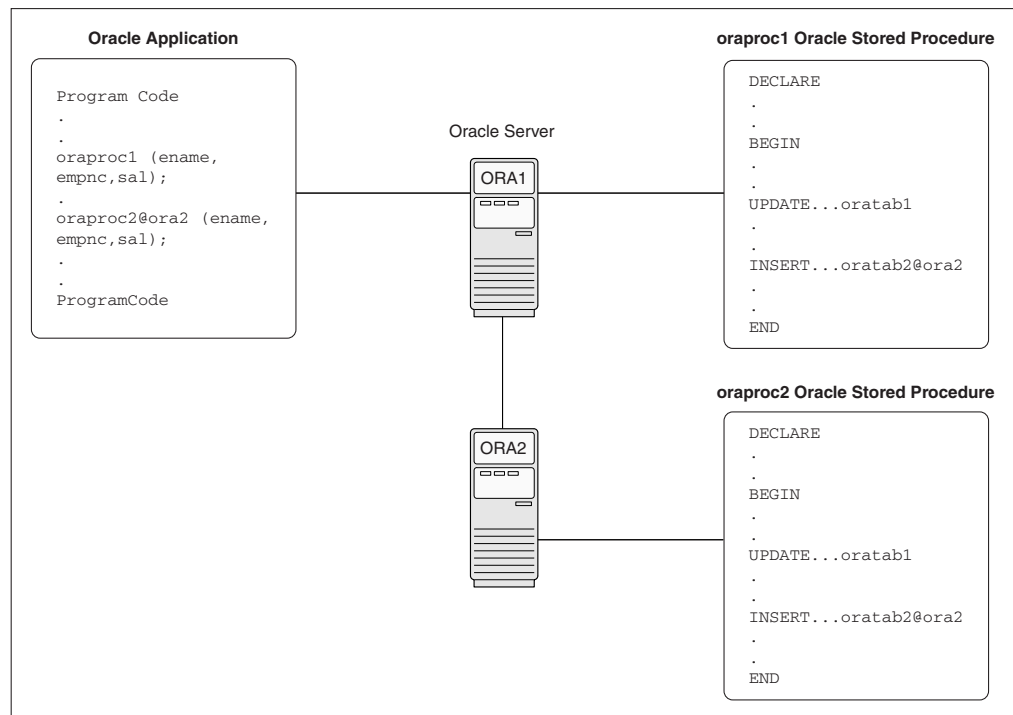 Oracle Application
Program Code
.
.
oraproc1 (ename,
empnc,sal);
.
oraproc2@ora2 (ename,
empnc,sal);
.
.
ProgramCode
Oracle Server
ORA1
ORA2
oraproc1 Oracle Stored Procedure
DECLARE
.
.
BEGIN
.
.
UPDATE...oratab1
.
.
INSERT...oratab2@ora2
.
.
END
oraproc2 Oracle Stored Procedure
DECLARE
.
.
BEGIN
.
.
UPDATE...oratab1
.
.
INSERT...oratab2@ora2
.
.
END